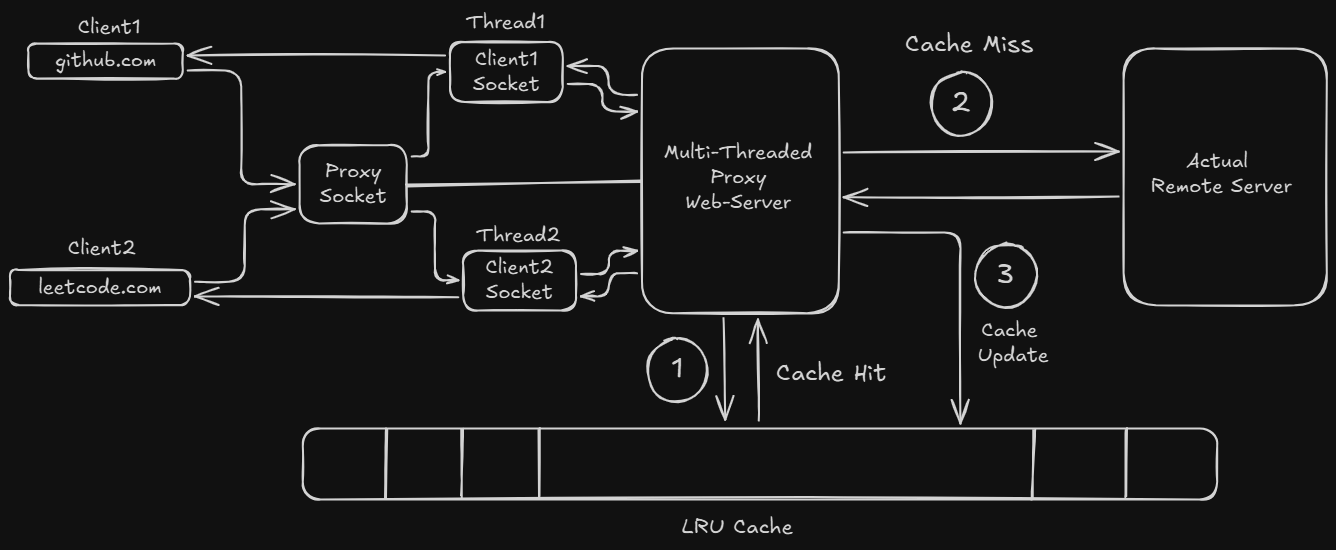 Client1
github.com
Thread1
Client1
Socket
Proxy
Socket
Client2
leetcode.com
Thread2
Client2
Socket
Multi-Threaded
Proxy
Web-Server
Cache Miss
2
Actual
Remote Server
3
Cache
Update
1
Cache Hit
LRU Cache